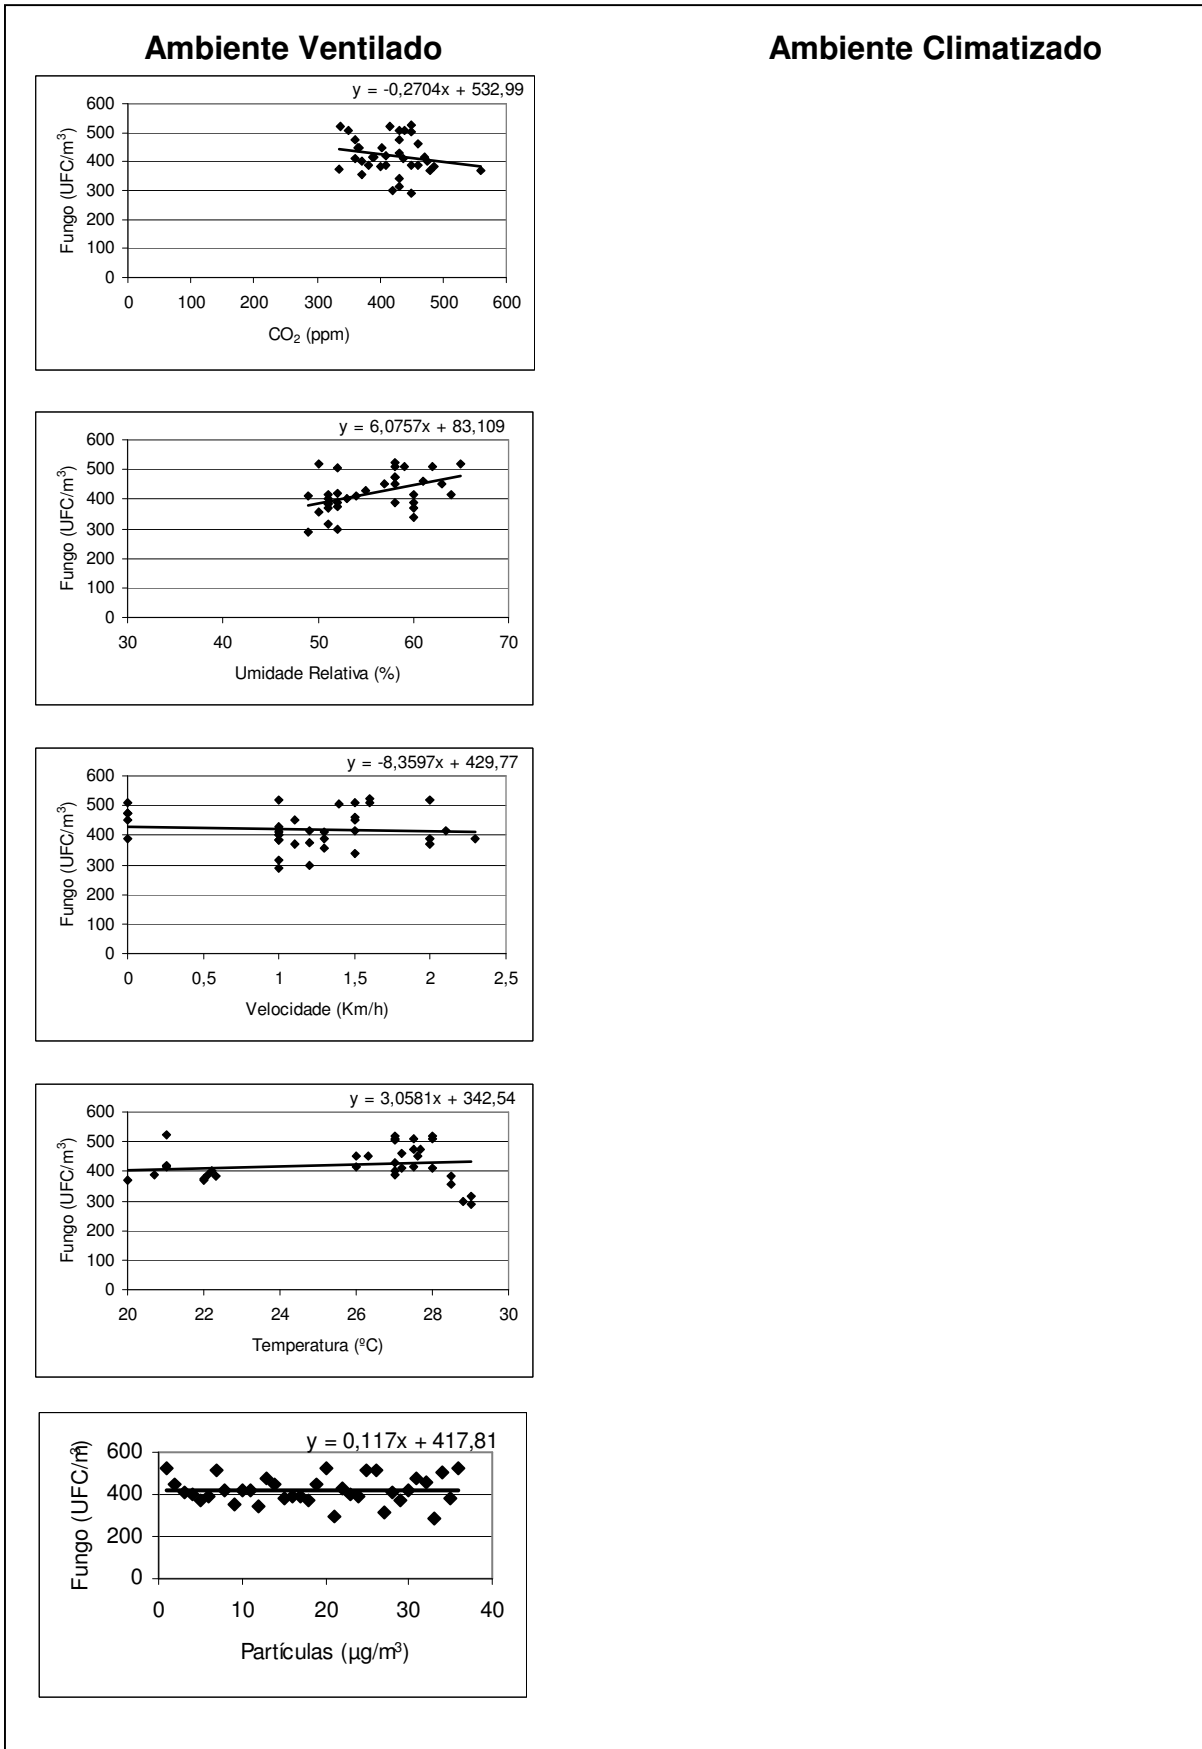 Ambiente Ventilado
Ambiente Climatizado
y = -0,2704x + 532,99
600
500
400
300
200
100
0
Fungo (UFC/m³)
0 100 200 300 400 500 600
CO₂ (ppm)
y = 6,0757x + 83,109
600
500
400
300
200
100
0
Fungo (UFC/m³)
30 40 50 60 70
Umidade Relativa (%)
y = -8,3597x + 429,77
600
500
400
300
200
100
0
Fungo (UFC/m³)
0 0,5 1 1,5 2 2,5
Velocidade (Km/h)
y = 3,0581x + 342,54
600
500
400
300
200
100
0
Fungo (UFC/m³)
20 22 24 26 28 30
Temperatura (ºC)
y = 0,117x + 417,81
600
400
200
0
Fungo (UFC/m³)
0 10 20 30 40
Partículas (µg/m³)